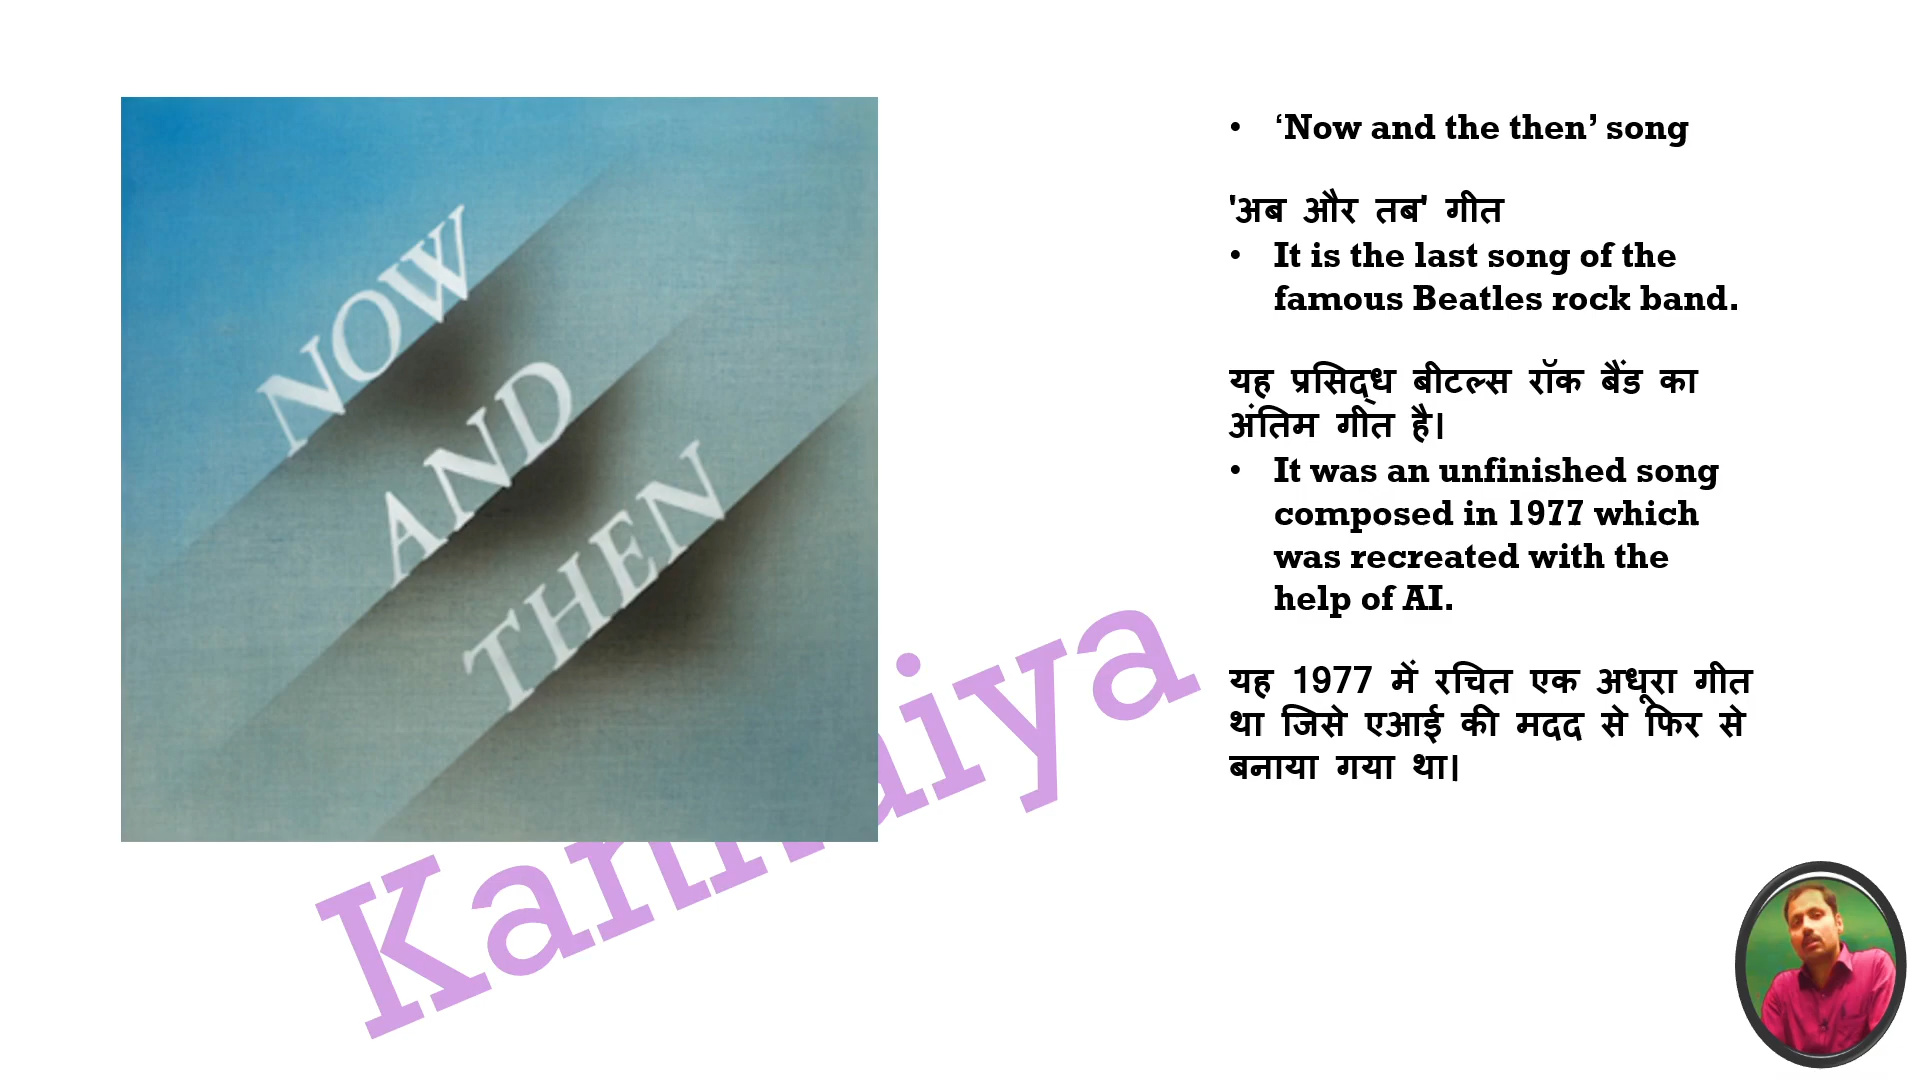 NOW
AND
THEN
• ‘Now and the then’ song
'अब और तब' गीत
• It is the last song of the
famous Beatles rock band.
यह प्रसिद्ध बीटल्स रॉक बैंड का
अंतिम गीत है।
• It was an unfinished song
composed in 1977 which
was recreated with the
help of AI.
यह 1977 में रचित एक अधूरा गीत
था जिसे एआई की मदद से फिर से
बनाया गया था।